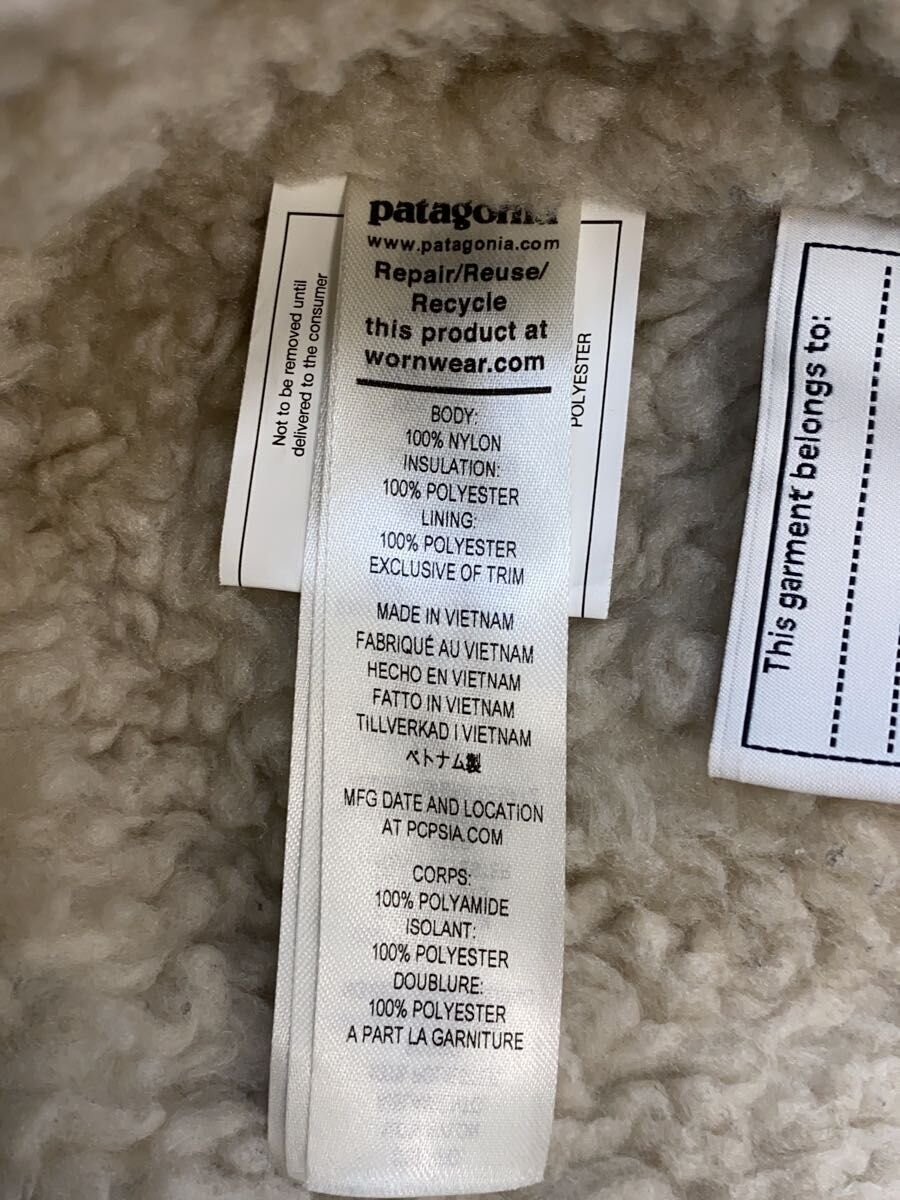 patagonia
www.patagonia.com
Repair/Reuse/
Recycle
this product at
wornwear.com
BODY:
100% NYLON
INSULATION:
100% POLYESTER
LINING:
100% POLYESTER
EXCLUSIVE OF TRIM
MADE IN VIETNAM
FABRIQUÉ AU VIETNAM
HECHO EN VIETNAM
FATTO IN VIETNAM
TILLVERKAD I VIETNAM
ベトナム製
MFG DATE AND LOCATION
AT PCPSIA.COM
CORPS:
100% POLYAMIDE
ISOLANT:
100% POLYESTER
DOUBLURE:
100% POLYESTER
A PART LA GARNITURE
Not to be removed until
delivered to the consumer
POLYESTER
This garment belongs to: